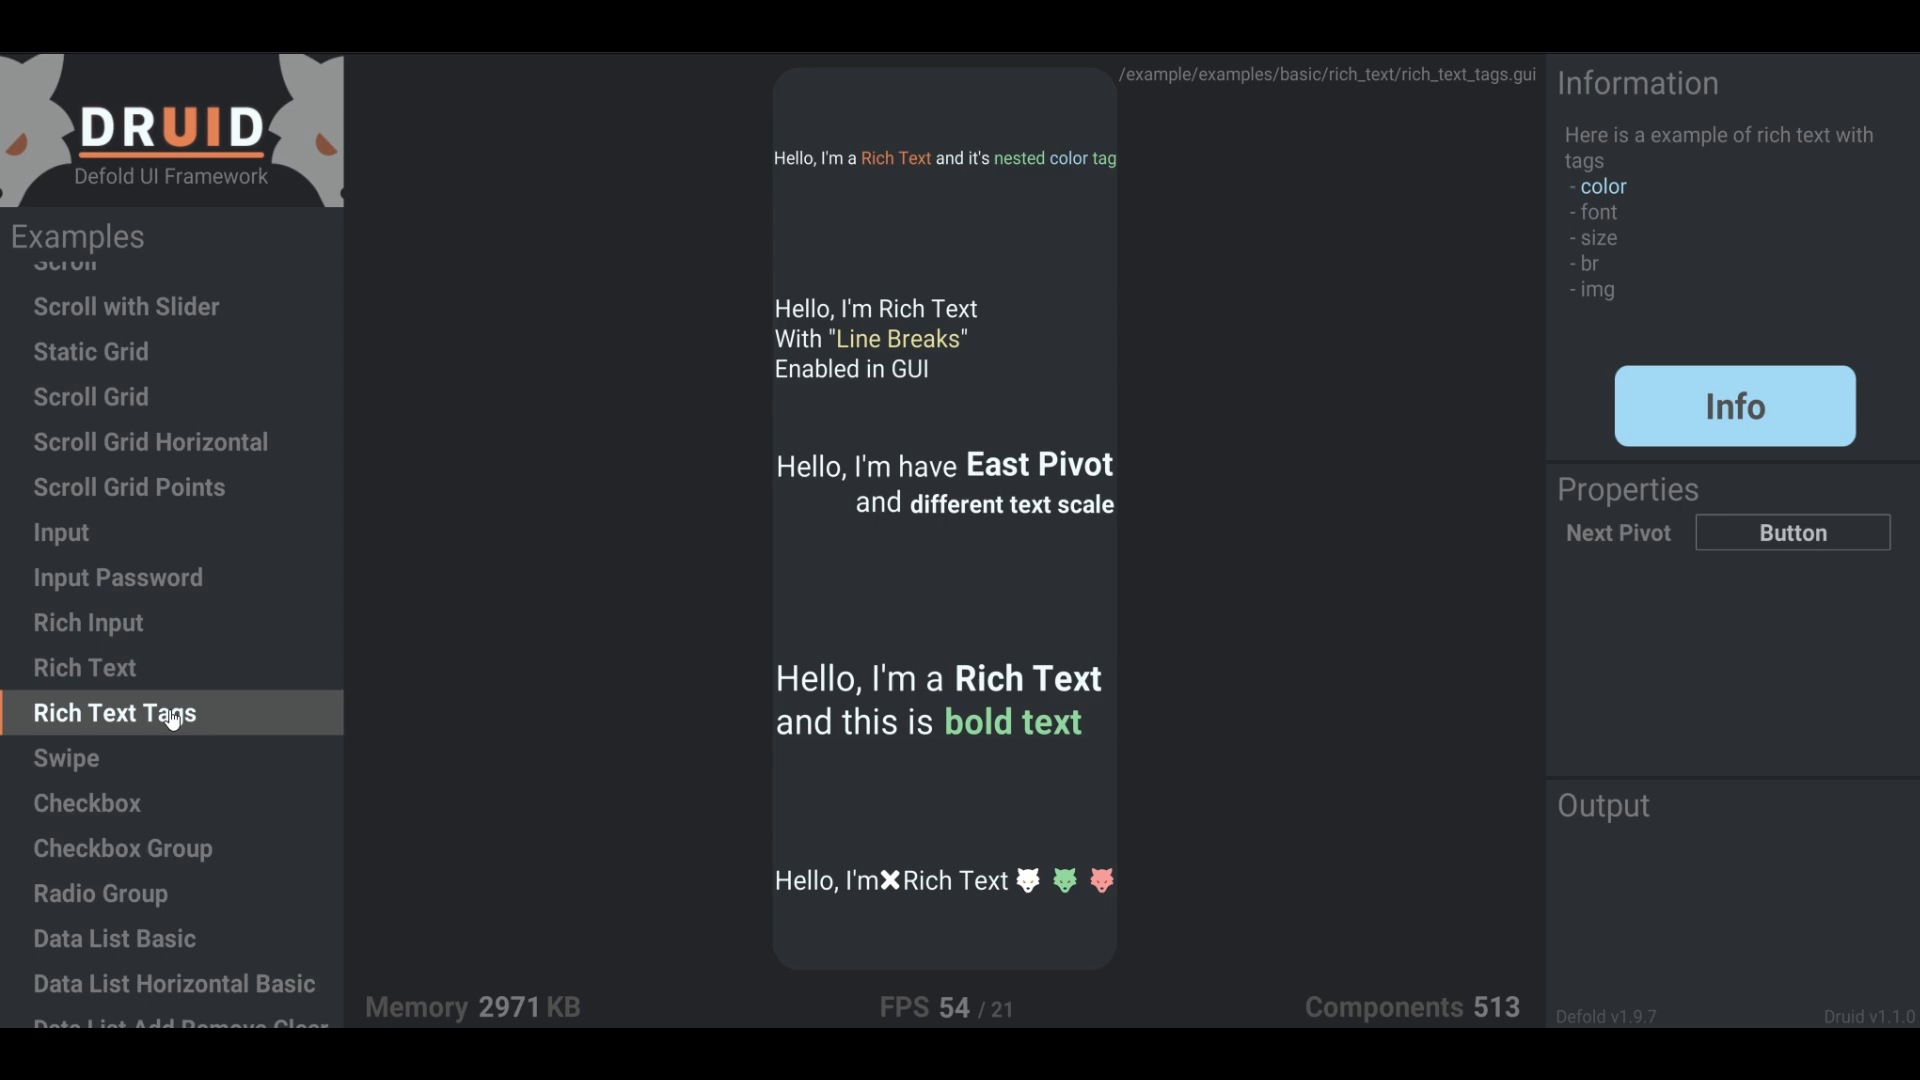 DRUID
Defold UI Framework
Examples
Scroll
Scroll with Slider
Static Grid
Scroll Grid
Scroll Grid Horizontal
Scroll Grid Points
Input
Input Password
Rich Input
Rich Text
Rich Text Tags
Swipe
Checkbox
Checkbox Group
Radio Group
Data List Basic
Data List Horizontal Basic
Data List Add Remove Clear
/example/examples/basic/rich_text/rich_text_tags.gui
Hello, I'm a Rich Text and it's nested color tag
Hello, I'm Rich Text
With "Line Breaks"
Enabled in GUI
Hello, I'm have East Pivot
and different text scale
Hello, I'm a Rich Text
and this is bold text
Hello, I'm Rich Text
Memory 2971 KB
FPS 54 / 21
Components 513
Information
Here is a example of rich text with
tags
- color
- font
- size
- br
- img
Info
Properties
Next Pivot
Button
Output
Defold v1.9.7
Druid v1.1.0